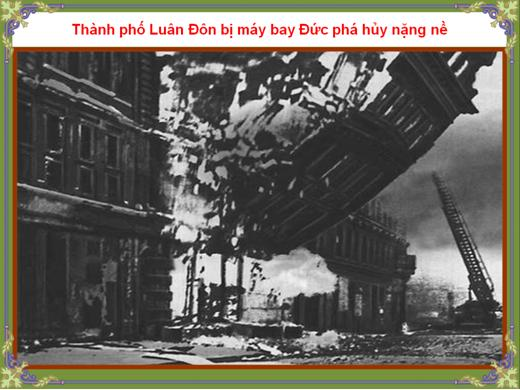 Thành phố Luân Đôn bị máy bay Đức phá hủy nặng nề